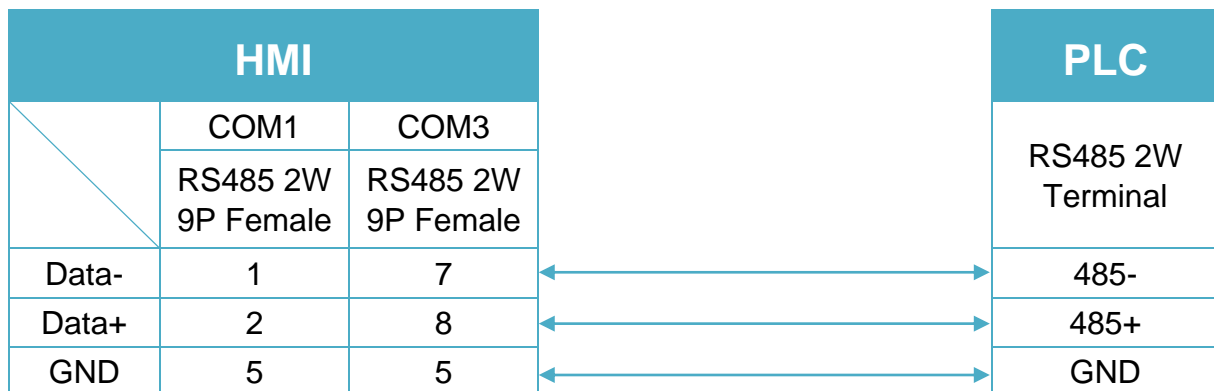 HMI PLC
COM1 COM3
RS485 2W
Terminal
RS485 2W RS485 2W
9P Female 9P Female
Data- 1 7 485-
Data+ 2 8 485+
GND 5 5 GND